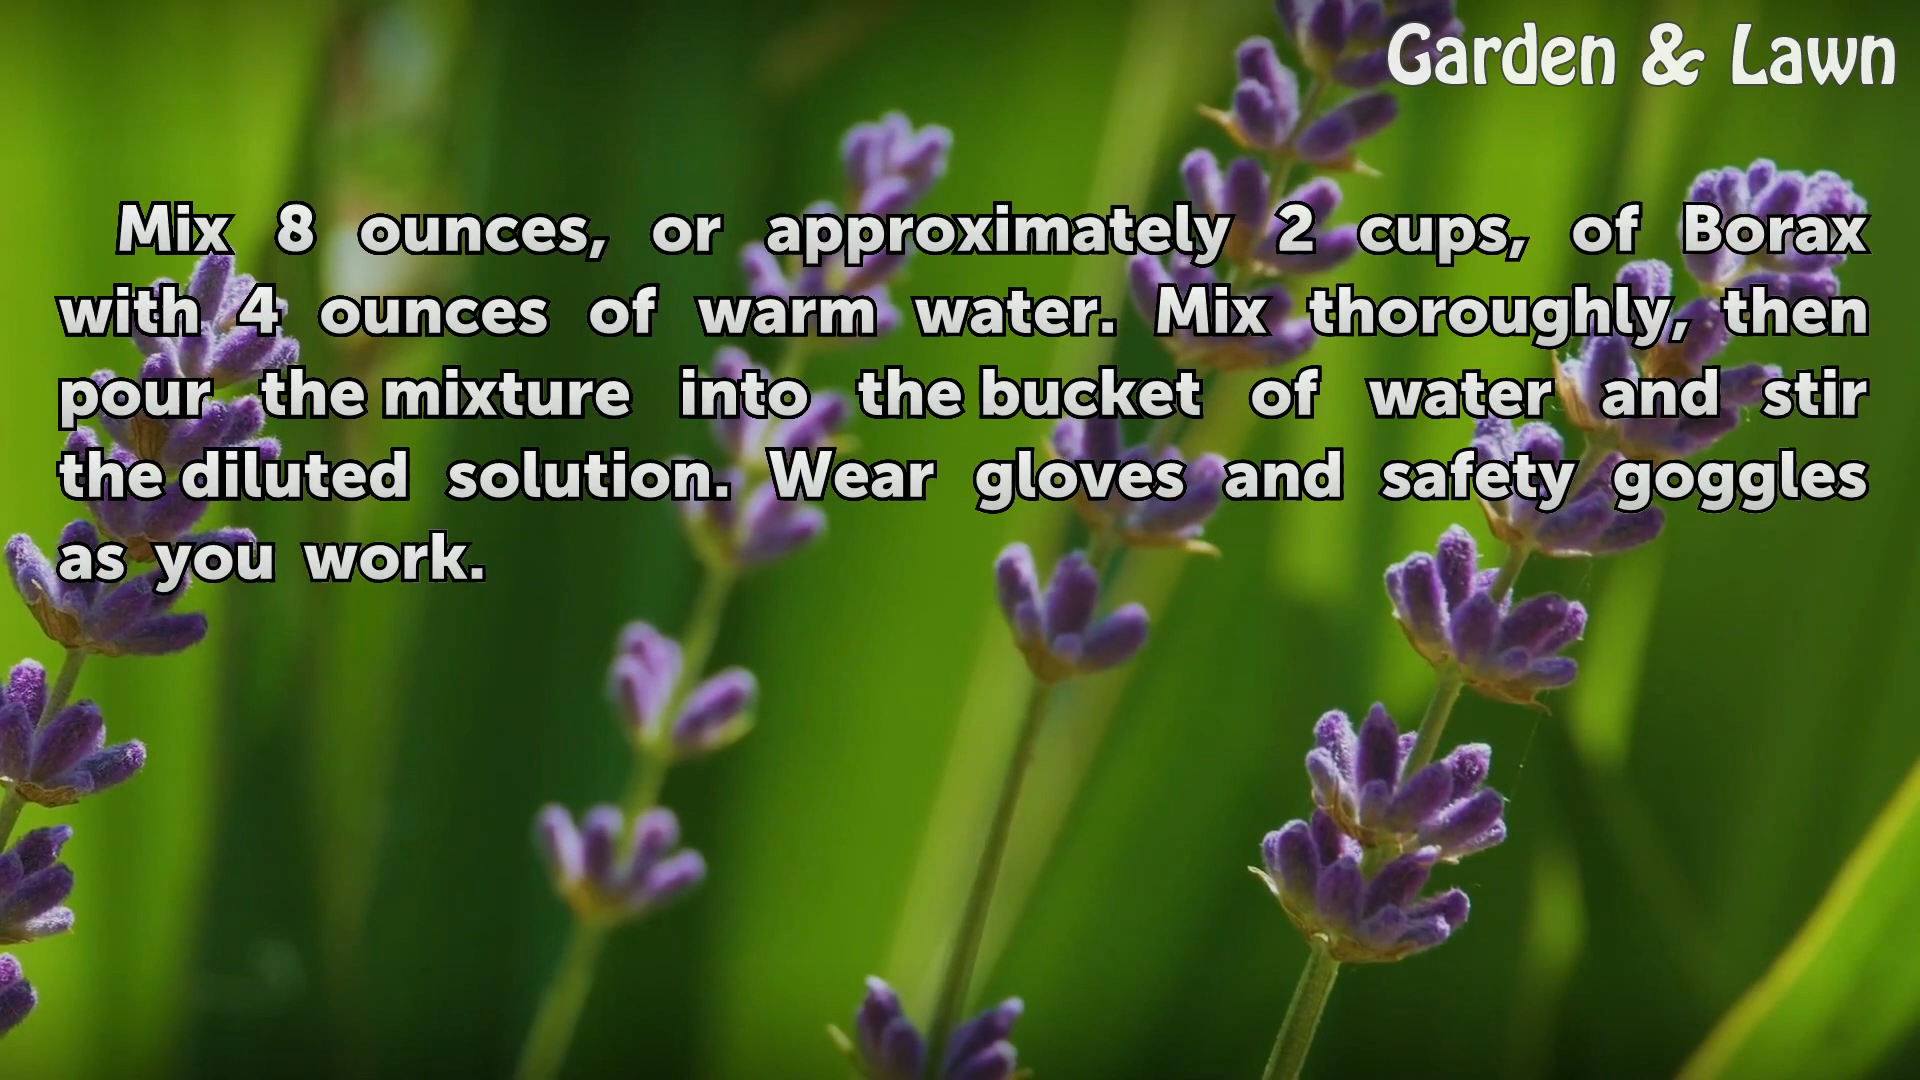 Garden & Lawn
Mix 8 ounces, or approximately 2 cups, of Borax
with 4 ounces of warm water. Mix thoroughly, then
pour the mixture into the bucket of water and stir
the diluted solution. Wear gloves and safety goggles
as you work.